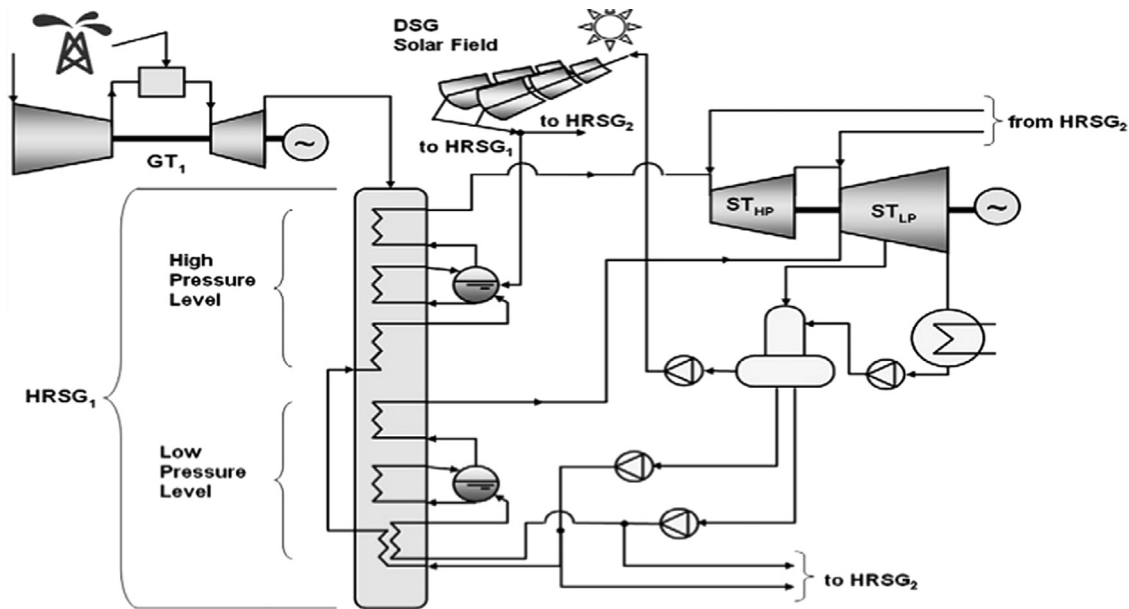 DSG
Solar Field
to HRSG2
to HRSG1
from HRSG2
GT1
~
STHP
STLP
~
High
Pressure
Level
HRSG1
Low
Pressure
Level
to HRSG2